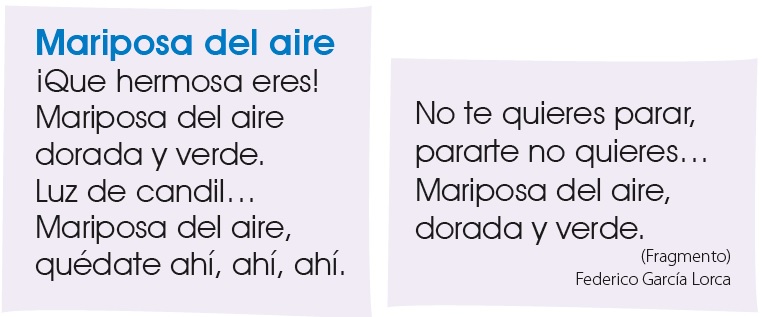 Mariposa del aire
¡Que hermosa eres!
Mariposa del aire
dorada y verde.
Luz de candil...
Mariposa del aire,
quédate ahí, ahí, ahí.
No te quieres parar,
pararte no quieres...
Mariposa del aire,
dorada y verde.
(Fragmento)
Federico García Lorca